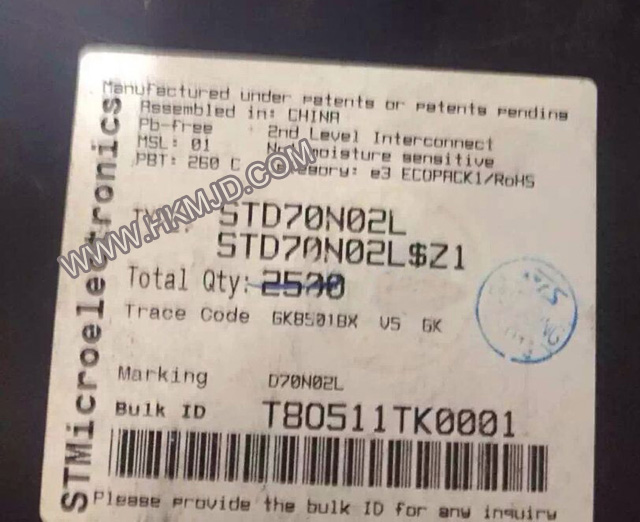 Manufactured under patents or patents pending
Assembled in: CHINA
Pb-free 2nd Level Interconnect
MSL: 01 Not moisture sensitive
PBT: 260 C Category: e3 ECOPACK1/RoHS
TYPE: STD70N02L
STD70N02L$Z1
Total Qty: 2500
Trace Code GK8501BX V5 GK
Marking D70N02L
Bulk ID T80511TK0001
Please provide the bulk ID for any inquiry
STMicroelectronics
WWW.HKMJD.COM